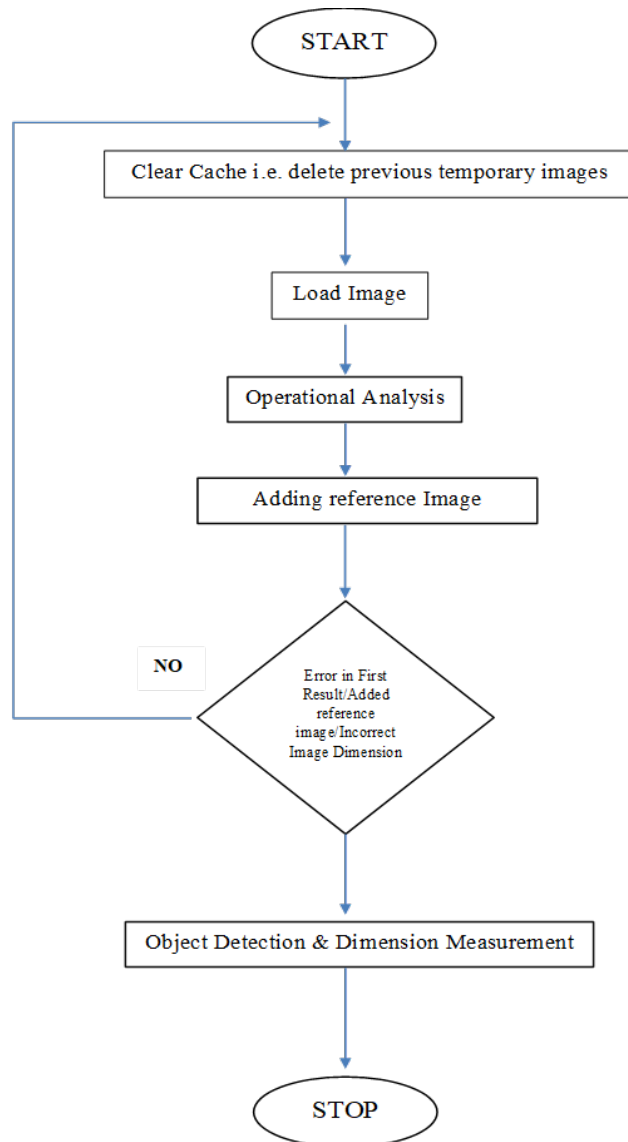 START
Clear Cache i.e. delete previous temporary images
Load Image
Operational Analysis
Adding reference Image
NO
Error in First
Result/Added
reference
image/Incorrect
Image Dimension
Object Detection & Dimension Measurement
STOP